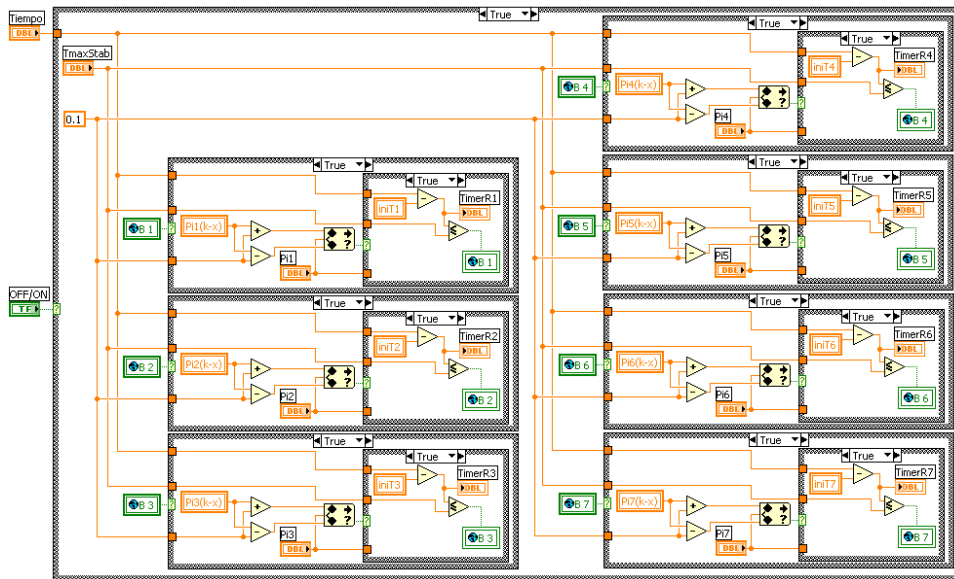 True
Tiempo
DBL
TmaxStab
DBL
0.1
OFF/ON
TF
True
True
B 1
Pi1(k-x)
+
-
Pi1
DBL
iniT1
-
TimerR1
DBL
≤
B 1
True
True
B 2
Pi2(k-x)
+
-
Pi2
DBL
iniT2
-
TimerR2
DBL
≤
B 2
True
True
B 3
Pi3(k-x)
+
-
Pi3
DBL
iniT3
-
TimerR3
DBL
≤
B 3
True
True
B 4
Pi4(k-x)
+
-
Pi4
DBL
iniT4
-
TimerR4
DBL
≤
B 4
True
True
B 5
Pi5(k-x)
+
-
Pi5
DBL
iniT5
-
TimerR5
DBL
≤
B 5
True
True
B 6
Pi6(k-x)
+
-
Pi6
DBL
iniT6
-
TimerR6
DBL
≤
B 6
True
True
B 7
Pi7(k-x)
+
-
Pi7
DBL
iniT7
-
TimerR7
DBL
≤
B 7